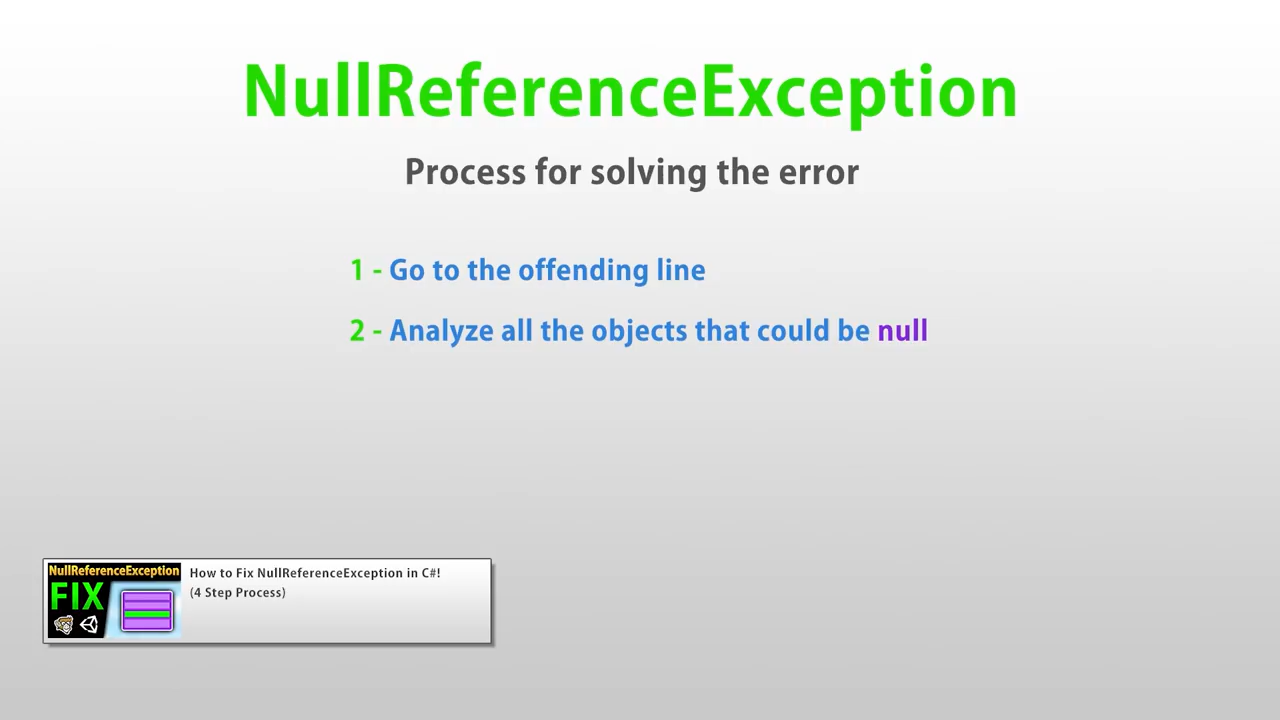 NullReferenceException
Process for solving the error
1 - Go to the offending line
2 - Analyze all the objects that could be null
NullReferenceException
FIX
How to Fix NullReferenceException in C#!
(4 Step Process)